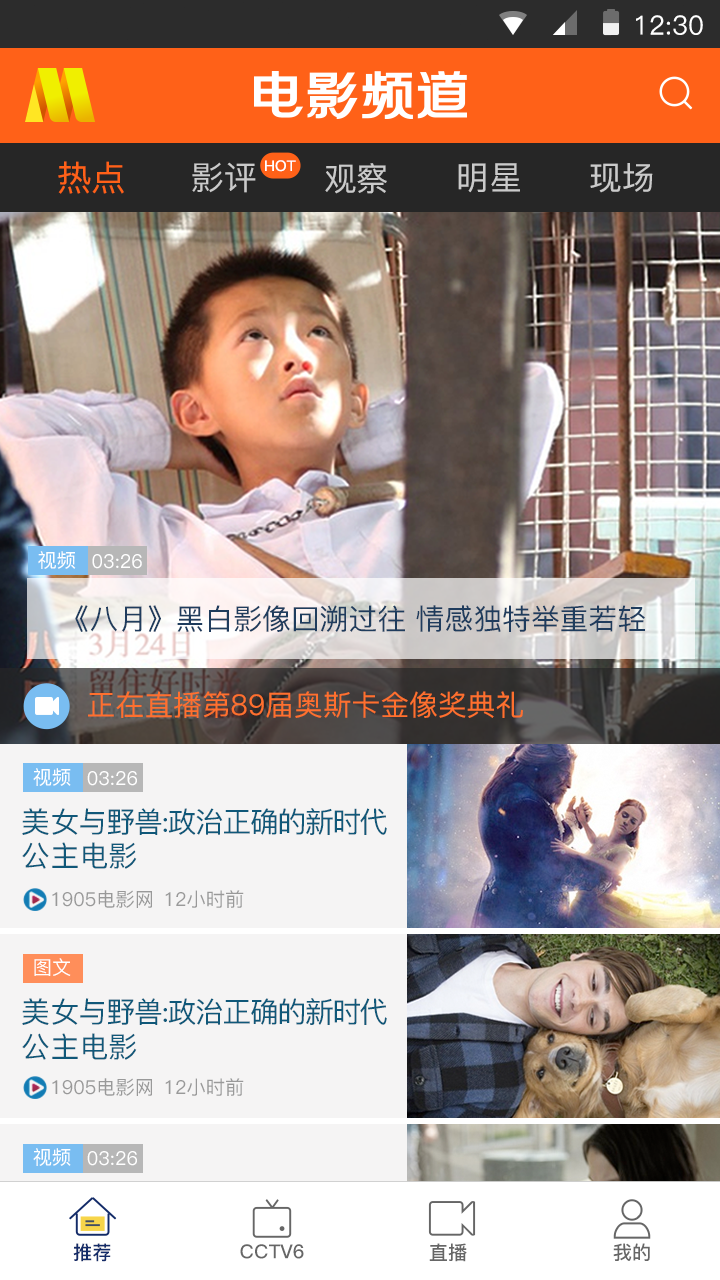 12:30
电影频道
热点
影评
HOT
观察
明星
现场
视频 03:26
《八月》黑白影像回溯过往 情感独特举重若轻
八
3月24日
留住好时光
正在直播第89届奥斯卡金像奖典礼
视频 03:26
美女与野兽:政治正确的新时代
公主电影
1905电影网 12小时前
图文
美女与野兽:政治正确的新时代
公主电影
1905电影网 12小时前
视频 03:26
推荐
CCTV6
直播
我的